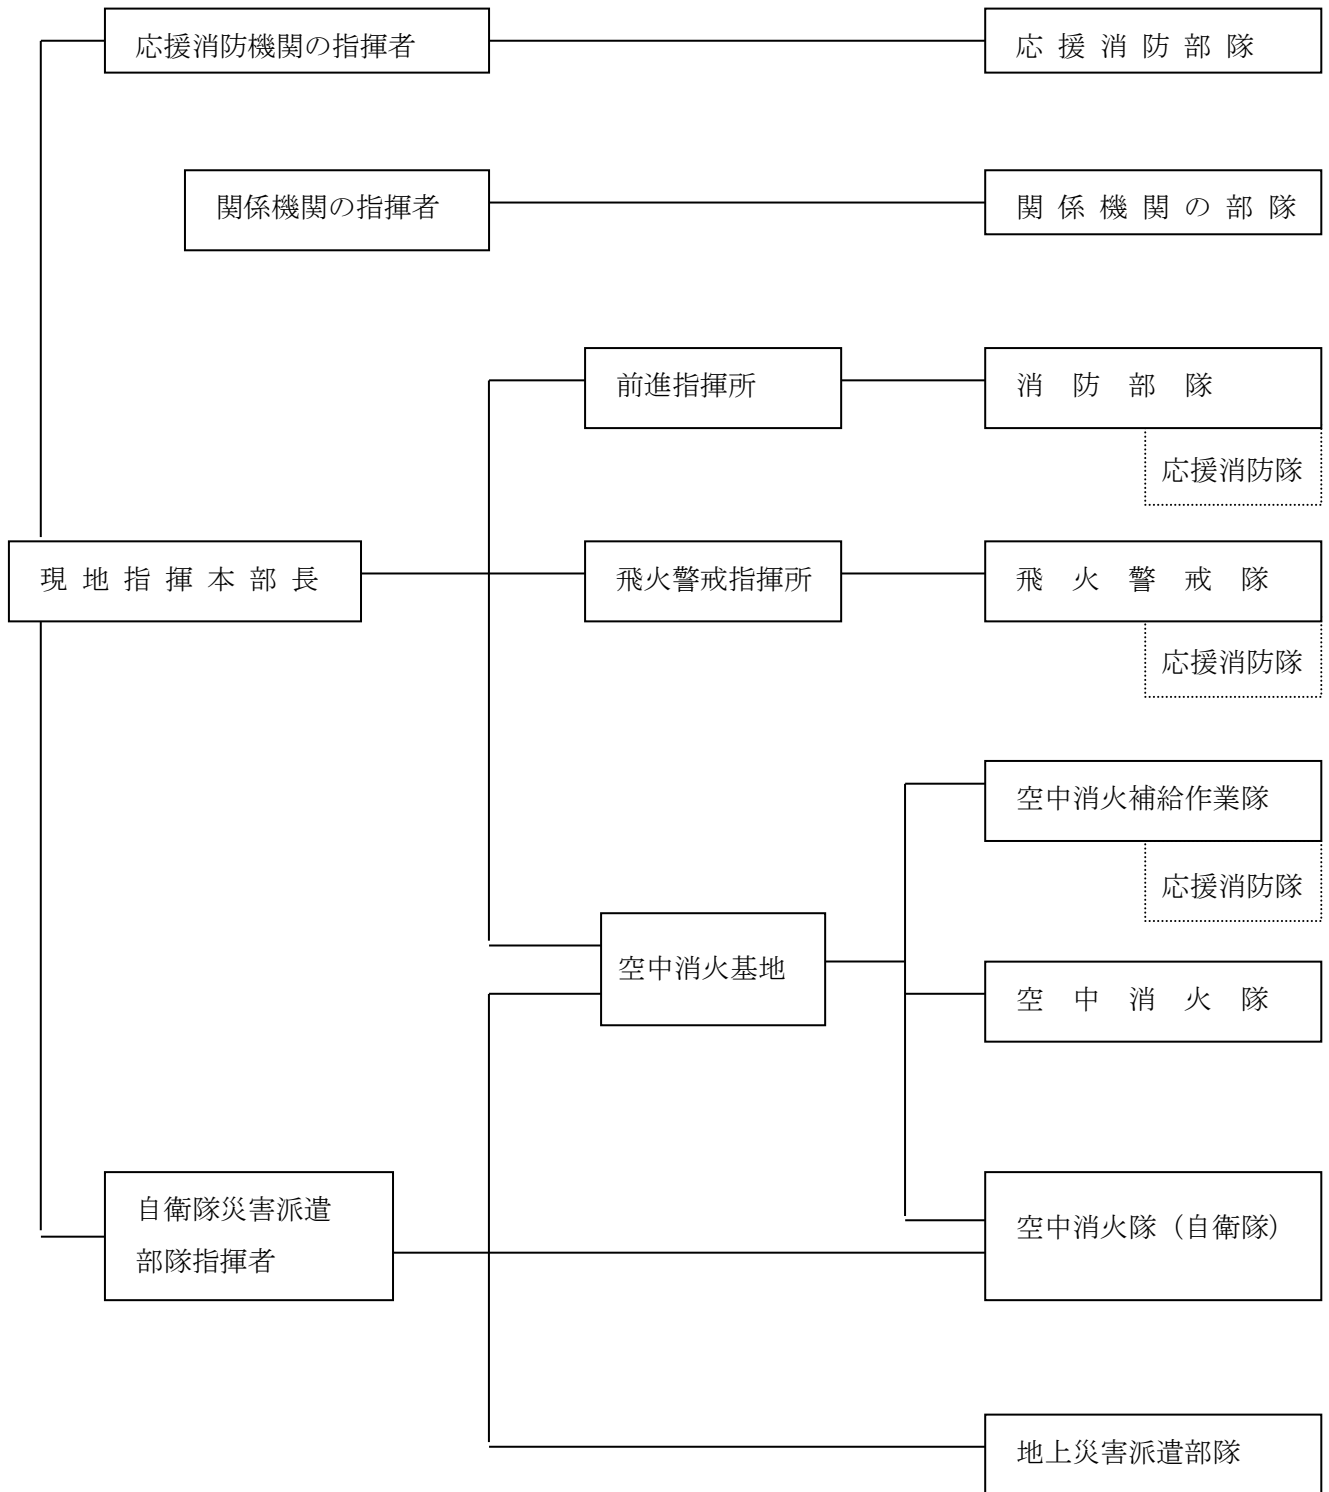 応援消防機関の指揮者
応援消防部隊
関係機関の指揮者
関係機関の部隊
前進指揮所
消防部隊
応援消防隊
現地指揮本部長
飛火警戒指揮所
飛火警戒隊
応援消防隊
空中消火補給作業隊
応援消防隊
空中消火基地
空中消火隊
自衛隊災害派遣
部隊指揮者
空中消火隊(自衛隊)
地上災害派遣部隊